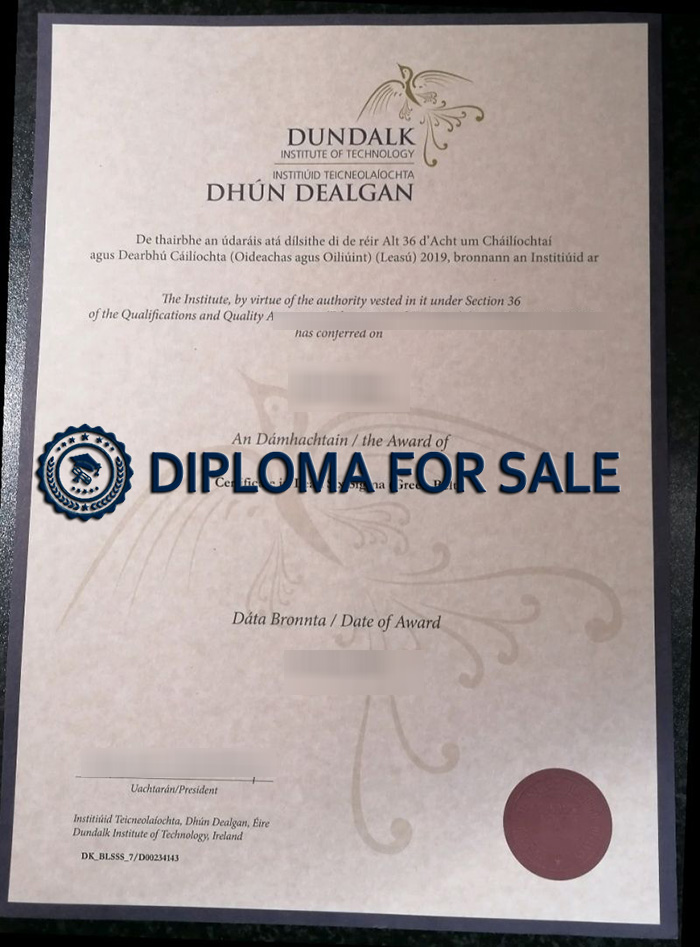 DUNDALK
INSTITUTE OF TECHNOLOGY
INSTITIÚID TEICNEOLAÍOCHTA
DHÚN DEALGAN
De thairbhe an údaráis atá dílsithe di de réir Alt 36 d'Acht um Cháilíochtaí
agus Dearbhú Cáilíochta (Oideachas agus Oiliúint) (Leasú) 2019, bronnann an Institiúid ar
The Institute, by virtue of the authority vested in it under Section 36
of the Qualifications and Quality A
has conferred on
An Dámhachtain / the Award of
DIPLOMA FOR SALE
Dáta Bronnta / Date of Award
Uachtarán/President
Institiúid Teicneolaíochta, Dhún Dealgan, Éire
Dundalk Institute of Technology, Ireland
DK_BLSSS_7/D00234143